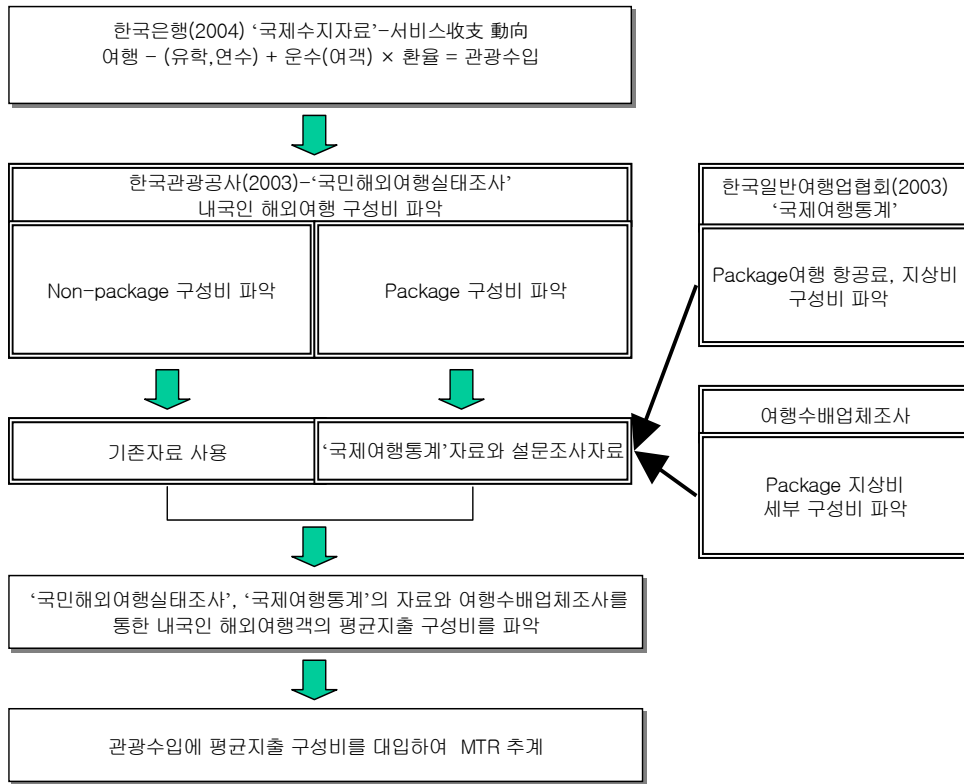 한국은행(2004) ‘국제수지자료’-서비스收支 動向
여행 - (유학,연수) + 운수(여객) × 환율 = 관광수입
한국관광공사(2003)-‘국민해외여행실태조사’
내국인 해외여행 구성비 파악
Non-package 구성비 파악
Package 구성비 파악
한국일반여행업협회(2003)
‘국제여행통계’
Package여행 항공료, 지상비
구성비 파악
기존자료 사용
‘국제여행통계’자료와 설문조사자료
여행수배업체조사
Package 지상비
세부 구성비 파악
‘국민해외여행실태조사’, ‘국제여행통계’의 자료와 여행수배업체조사를
통한 내국인 해외여행객의 평균지출 구성비를 파악
관광수입에 평균지출 구성비를 대입하여 MTR 추계